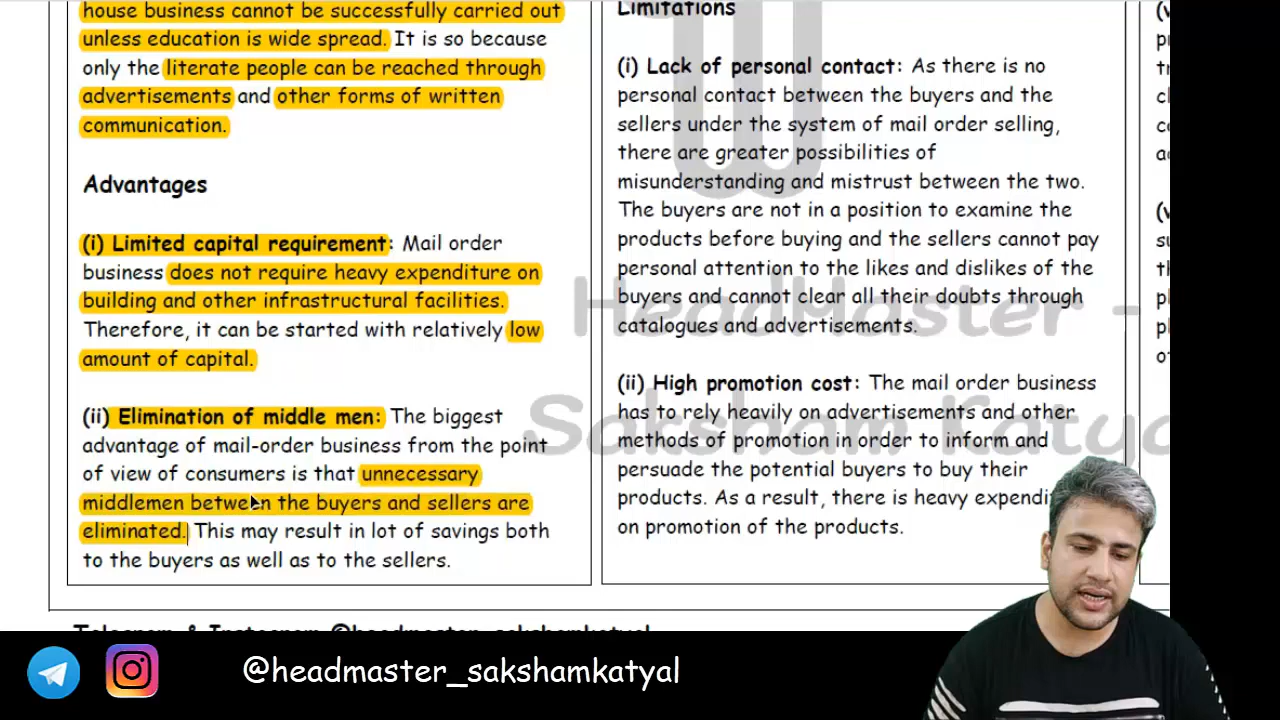 house business cannot be successfully carried out
unless education is wide spread. It is so because
only the literate people can be reached through
advertisements and other forms of written
communication.
Advantages
(i) Limited capital requirement: Mail order
business does not require heavy expenditure on
building and other infrastructural facilities.
Therefore, it can be started with relatively low
amount of capital.
(ii) Elimination of middle men: The biggest
advantage of mail-order business from the point
of view of consumers is that unnecessary
middlemen between the buyers and sellers are
eliminated. This may result in lot of savings both
to the buyers as well as to the sellers.
Limitations
(i) Lack of personal contact: As there is no
personal contact between the buyers and the
sellers under the system of mail order selling,
there are greater possibilities of
misunderstanding and mistrust between the two.
The buyers are not in a position to examine the
products before buying and the sellers cannot pay
personal attention to the likes and dislikes of the
buyers and cannot clear all their doubts through
catalogues and advertisements.
(ii) High promotion cost: The mail order business
has to rely heavily on advertisements and other
methods of promotion in order to inform and
persuade the potential buyers to buy their
products. As a result, there is heavy expendi
on promotion of the products.
HeadMaster -
Saksham Katya
Telegram & Instagram @headmaster_sakshamkatyal
@headmaster_sakshamkatyal